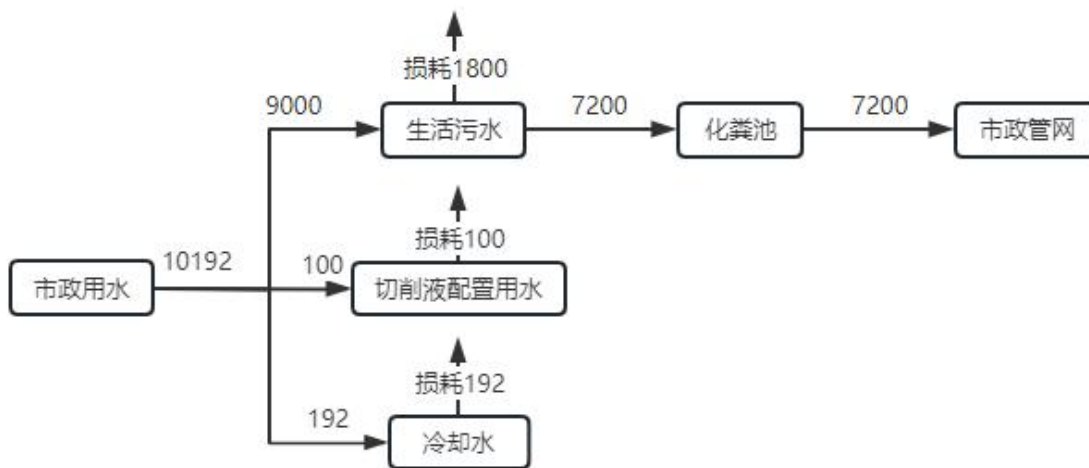 损耗1800
9000
生活污水
7200
化粪池
7200
市政管网
损耗100
市政用水
10192
100
切削液配置用水
损耗192
192
冷却水